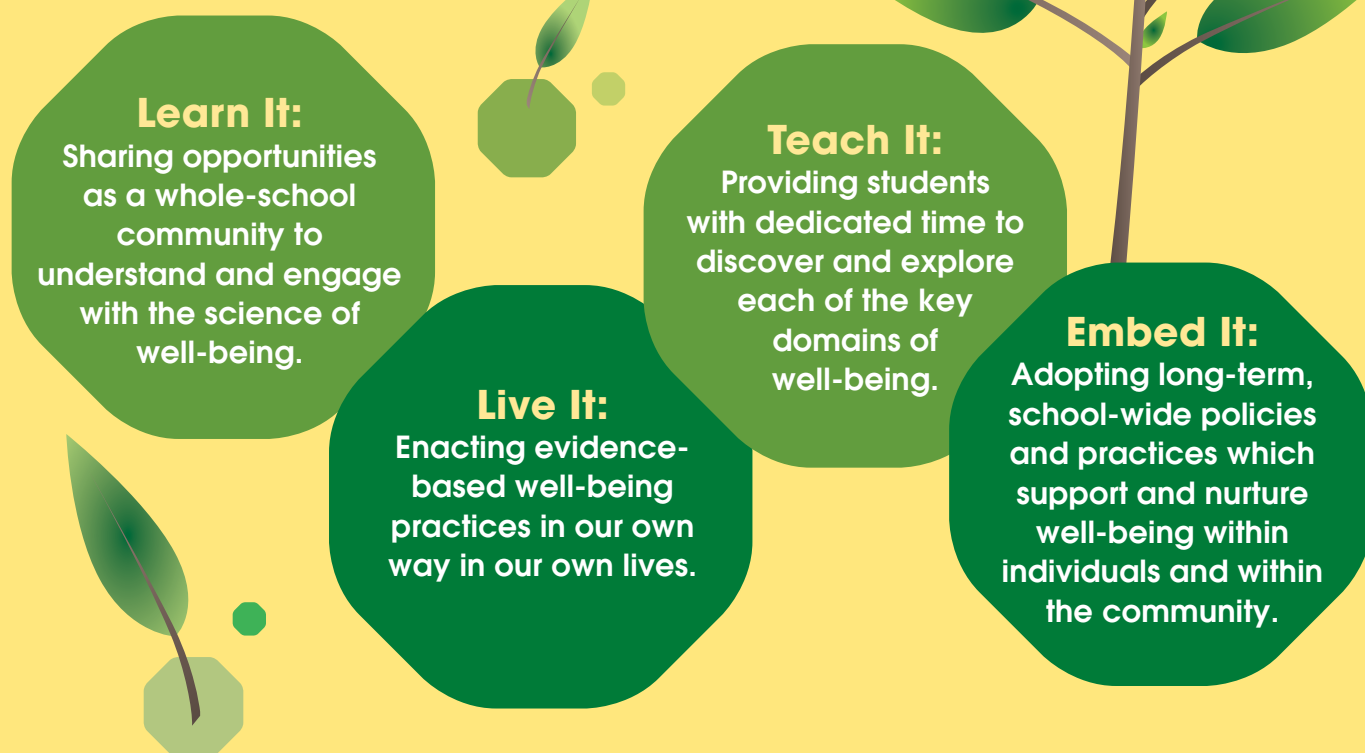 Learn It:
Sharing opportunities
as a whole-school
community to
understand and engage
with the science of
well-being.
Live It:
Enacting evidence-
based well-being
practices in our own
way in our own lives.
Teach It:
Providing students
with dedicated time to
discover and explore
each of the key
domains of
well-being.
Embed It:
Adopting long-term,
school-wide policies
and practices which
support and nurture
well-being within
individuals and within
the community.